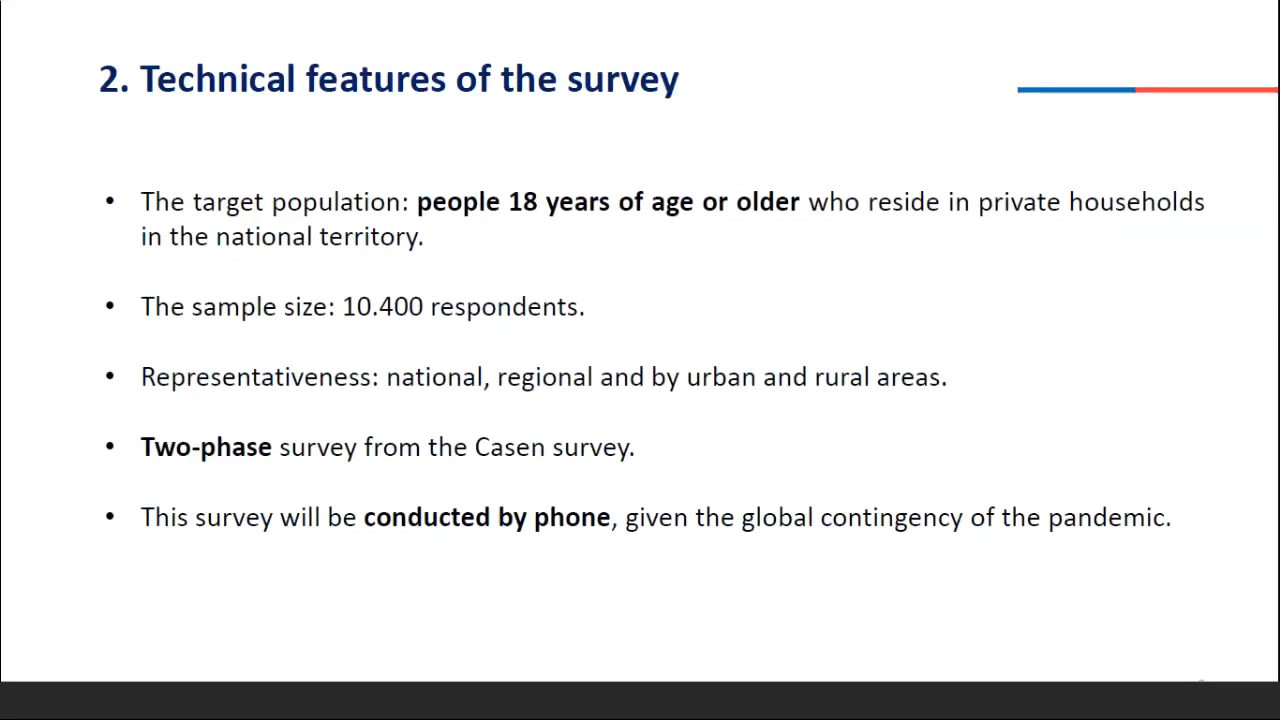 2. Technical features of the survey
• The target population: people 18 years of age or older who reside in private households
in the national territory.
• The sample size: 10.400 respondents.
• Representativeness: national, regional and by urban and rural areas.
• Two-phase survey from the Casen survey.
• This survey will be conducted by phone, given the global contingency of the pandemic.